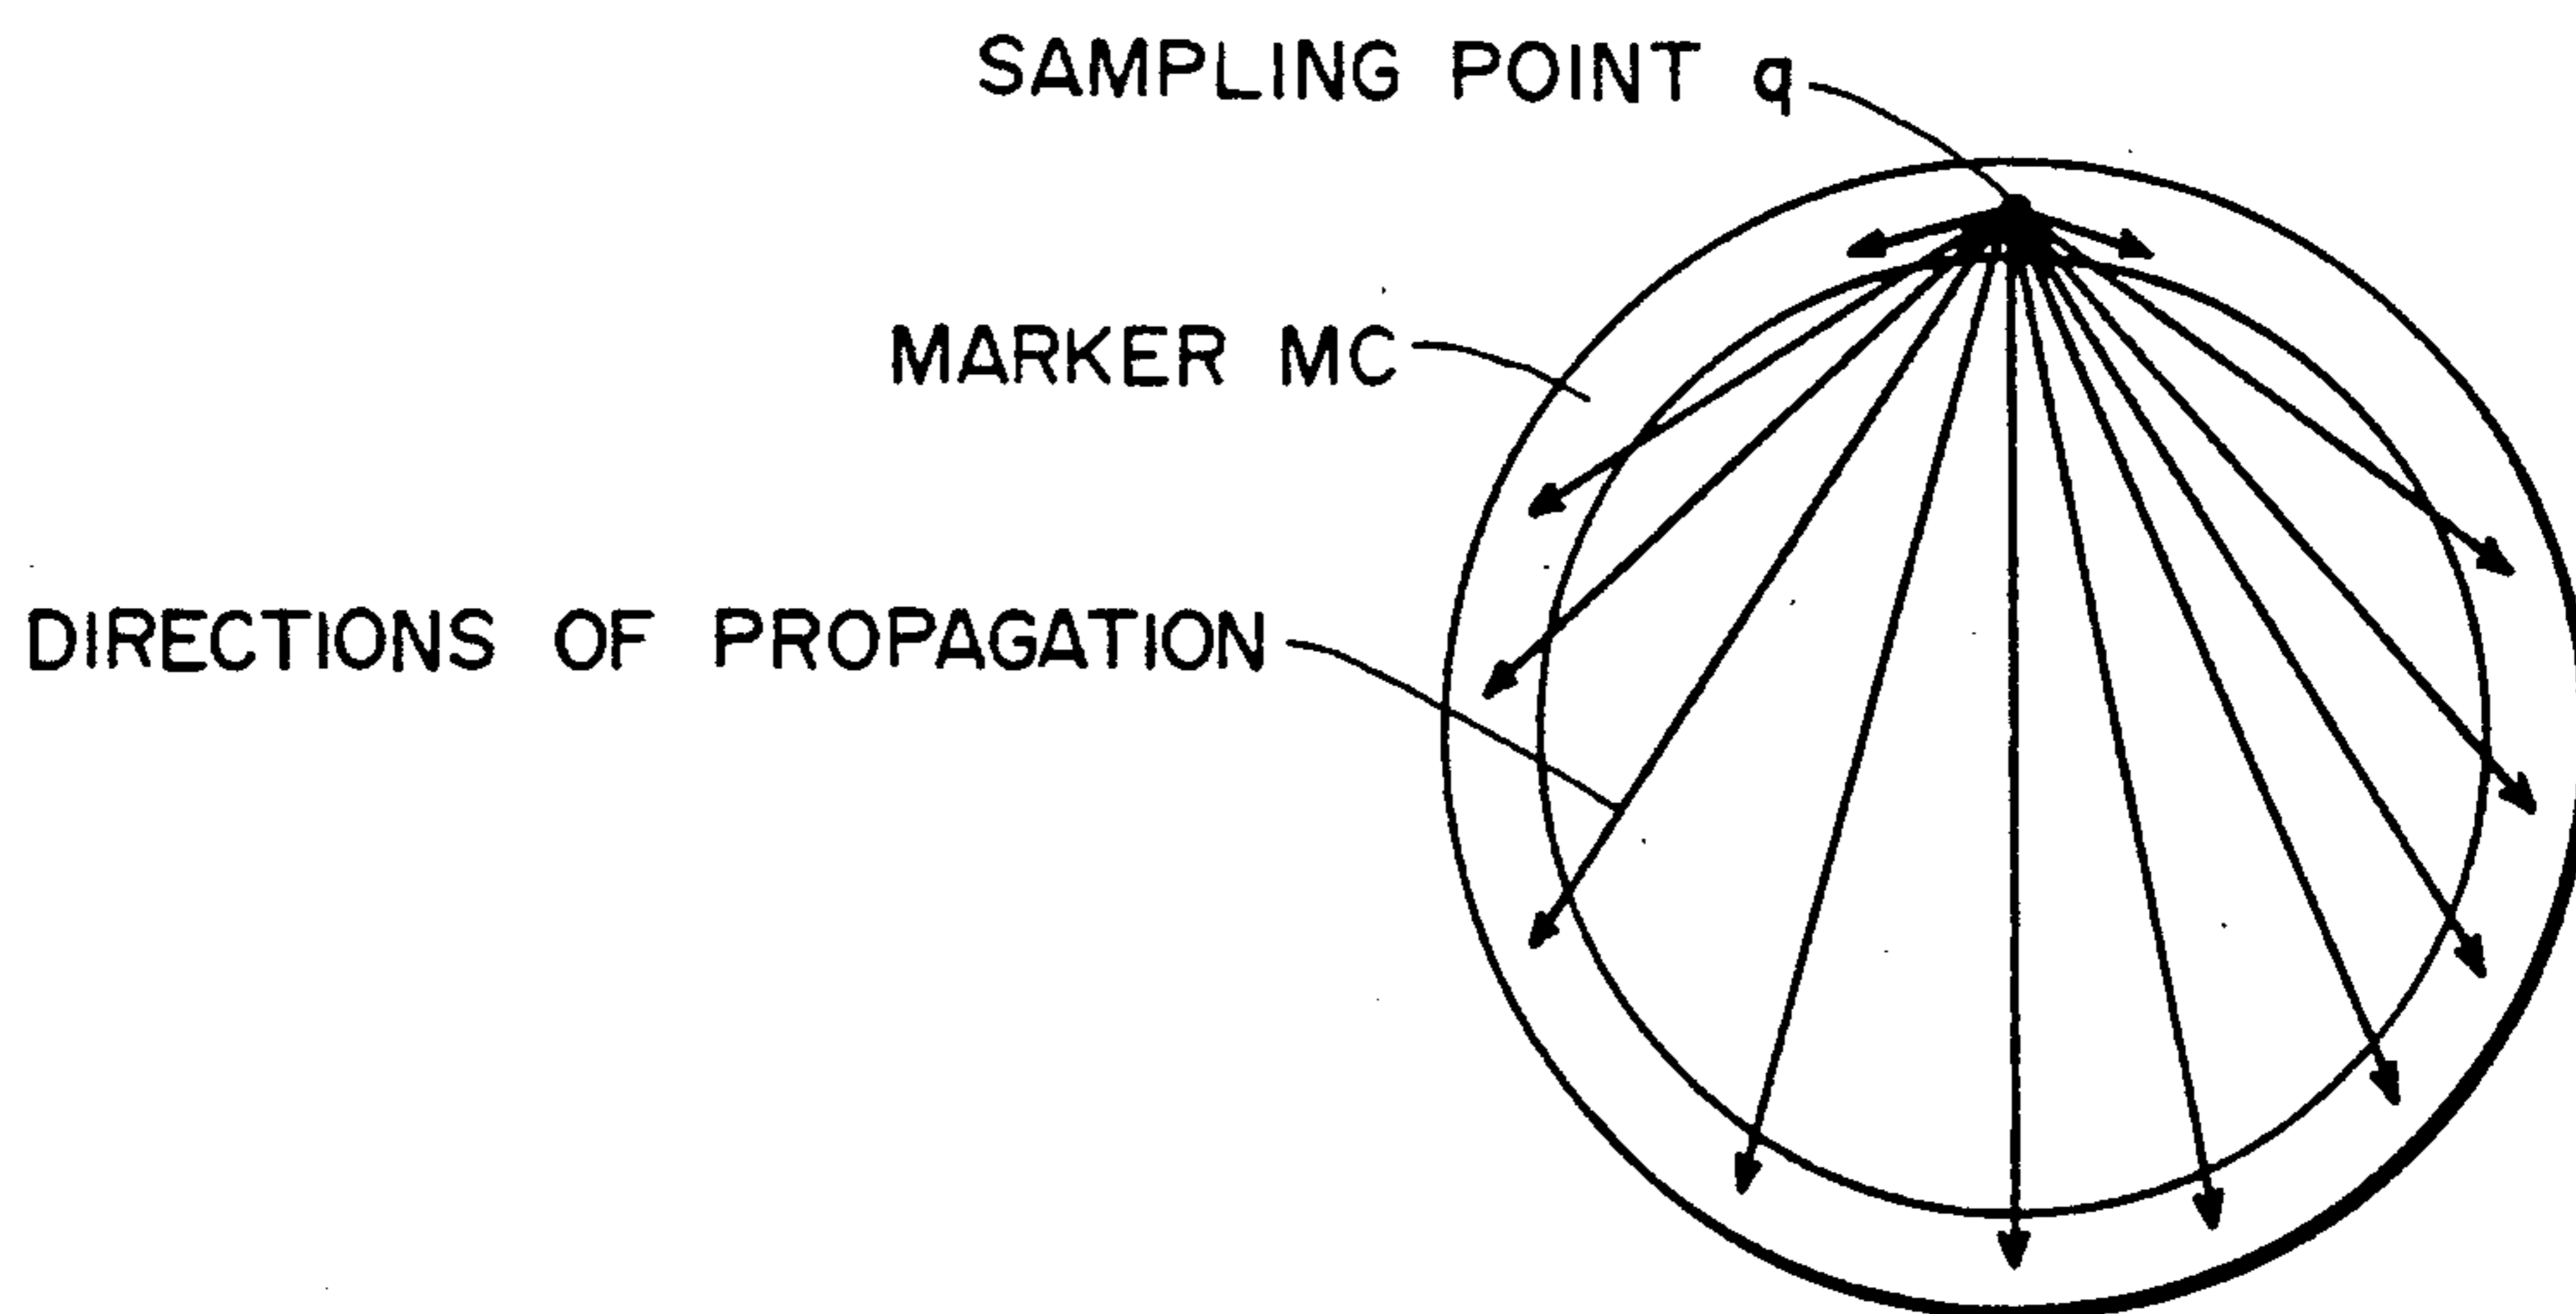 SAMPLING POINT q
MARKER MC
DIRECTIONS OF PROPAGATION